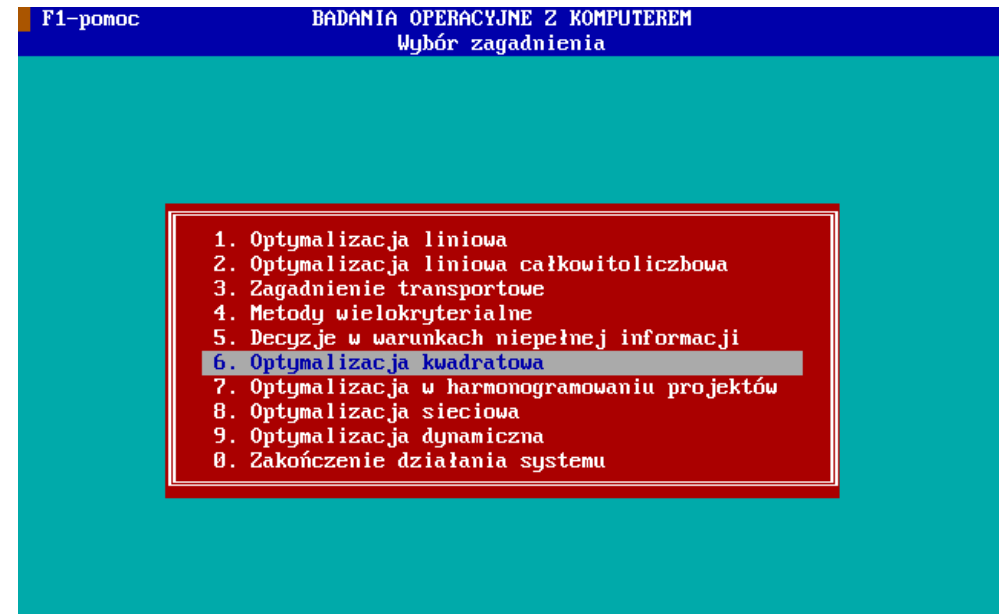 F1-pomoc BADANIA OPERACYJNE Z KOMPUTEREM
Wybór zagadnienia
1. Optymalizacja liniowa
2. Optymalizacja liniowa całkowitoliczbowa
3. Zagadnienie transportowe
4. Metody wielokryterialne
5. Decyzje w warunkach niepełnej informacji
6. Optymalizacja kwadratowa
7. Optymalizacja w harmonogramowaniu projektów
8. Optymalizacja sieciowa
9. Optymalizacja dynamiczna
0. Zakończenie działania systemu